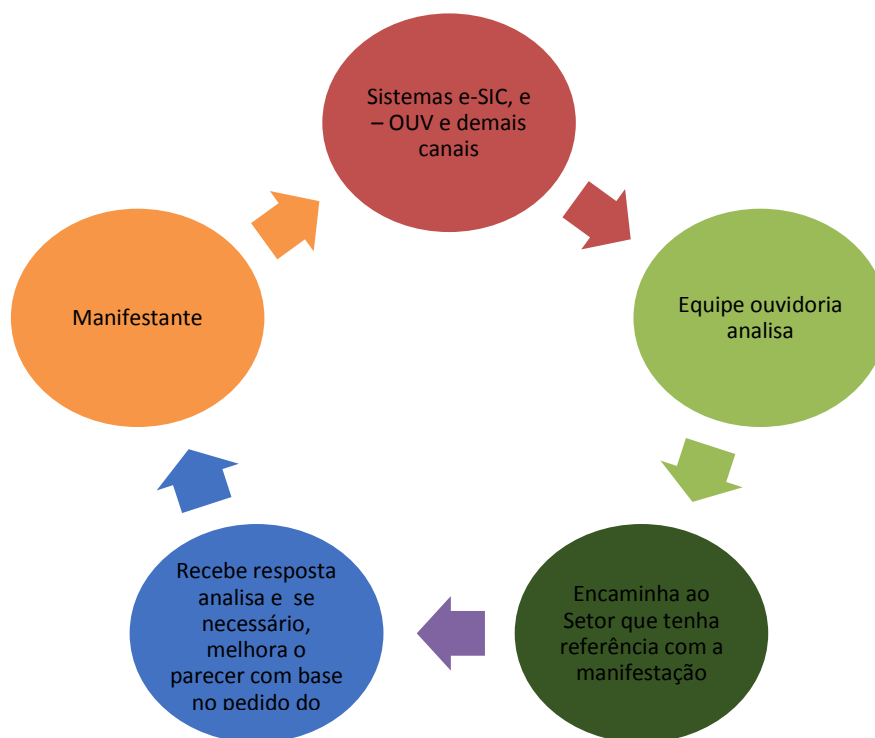 Sistemas e-SIC, e
– OUV e demais
canais
Equipe ouvidoria
analisa
Encaminha ao
Setor que tenha
referência com a
manifestação
Recebe resposta
analisa e se
necessário,
melhora o
parecer com base
no pedido do
Manifestante